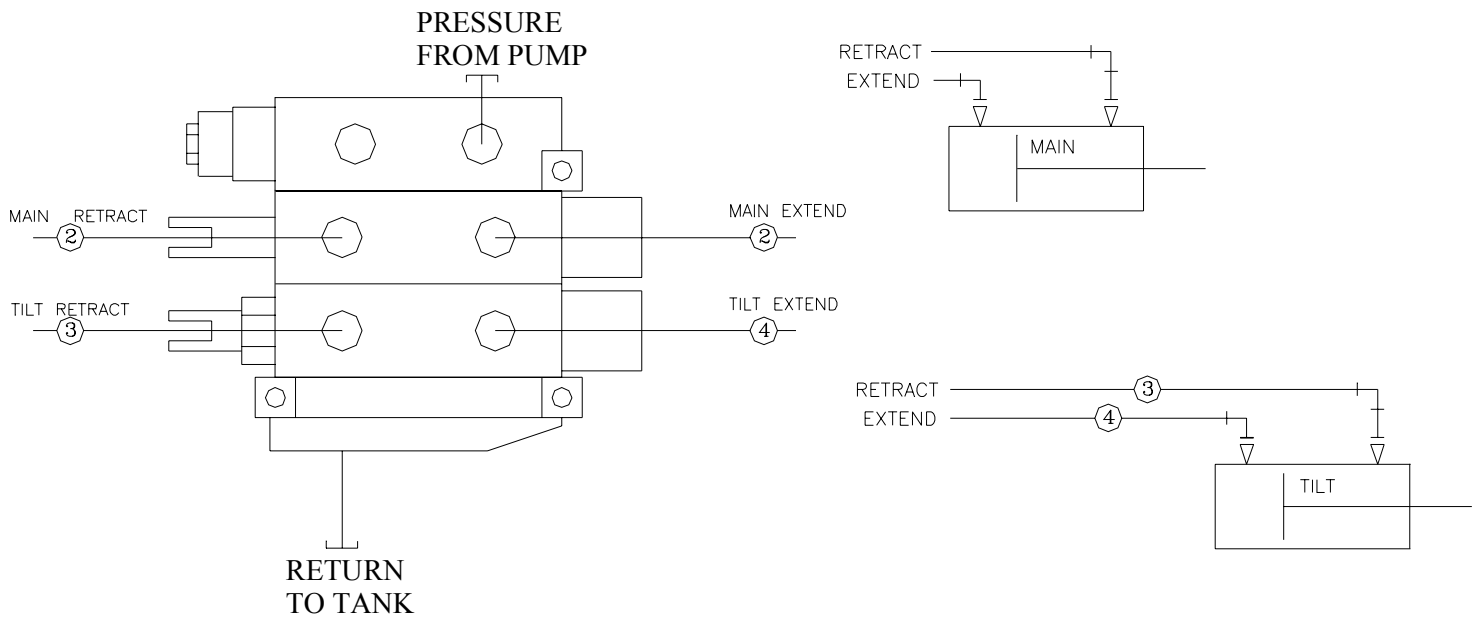 PRESSURE
FROM PUMP
MAIN RETRACT
2
MAIN EXTEND
2
TILT RETRACT
3
TILT EXTEND
4
RETURN
TO TANK
RETRACT
EXTEND
MAIN
RETRACT
3
EXTEND
4
TILT